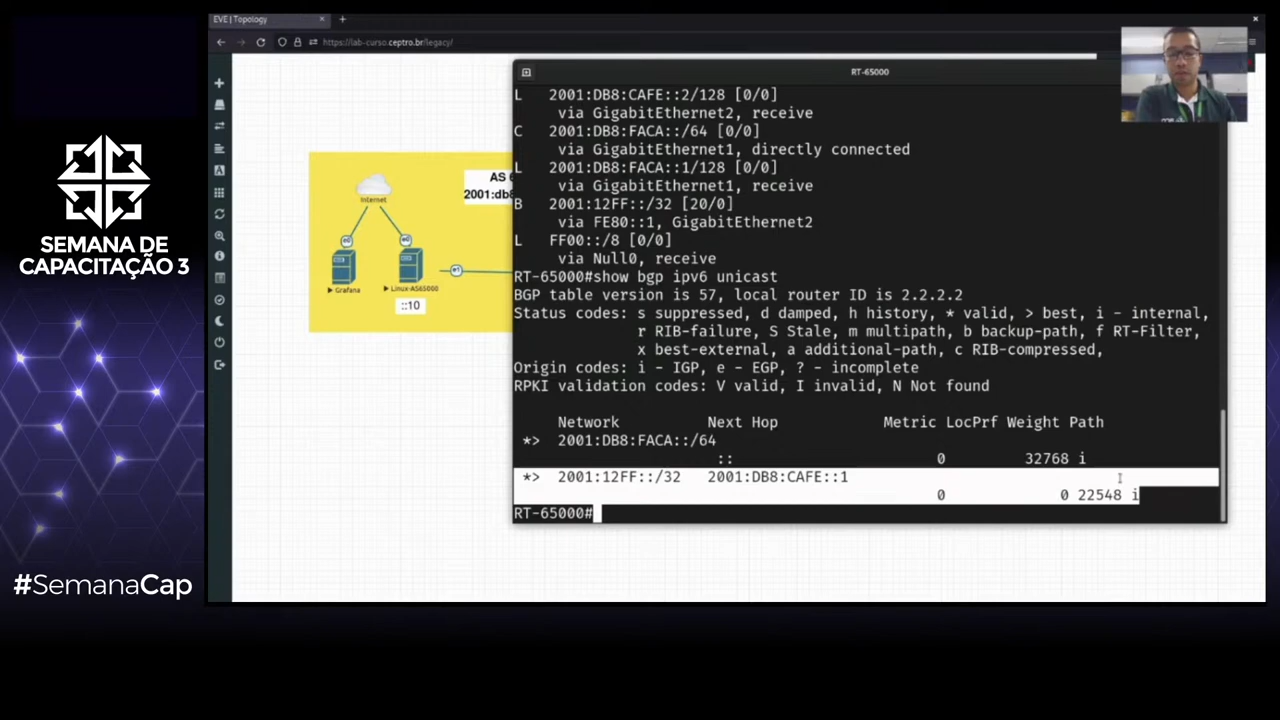 EVE | Topology
https://lab-curso.ceptro.br/legacy/
RT-65000
L 2001:DB8:CAFE::2/128 [0/0]
via GigabitEthernet2, receive
C 2001:DB8:FACA::/64 [0/0]
via GigabitEthernet1, directly connected
L 2001:DB8:FACA::1/128 [0/0]
via GigabitEthernet1, receive
B 2001:12FF::/32 [20/0]
via FE80::1, GigabitEthernet2
L FF00::/8 [0/0]
via Null0, receive
RT-65000#show bgp ipv6 unicast
BGP table version is 57, local router ID is 2.2.2.2
Status codes: s suppressed, d damped, h history, * valid, > best, i - internal,
r RIB-failure, S Stale, m multipath, b backup-path, f RT-Filter,
x best-external, a additional-path, c RIB-compressed,
Origin codes: i - IGP, e - EGP, ? - incomplete
RPKI validation codes: V valid, I invalid, N Not found
Network Next Hop Metric LocPrf Weight Path
*> 2001:DB8:FACA::/64
:: 0 32768 i
*> 2001:12FF::/32 2001:DB8:CAFE::1
0 0 22548 i
RT-65000#
AS 6
2001:db8
Internet
e0
e0
e1
Grafana
Linux-AS65000
::10
SEMANA DE
CAPACITAÇÃO 3
#SemanaCap